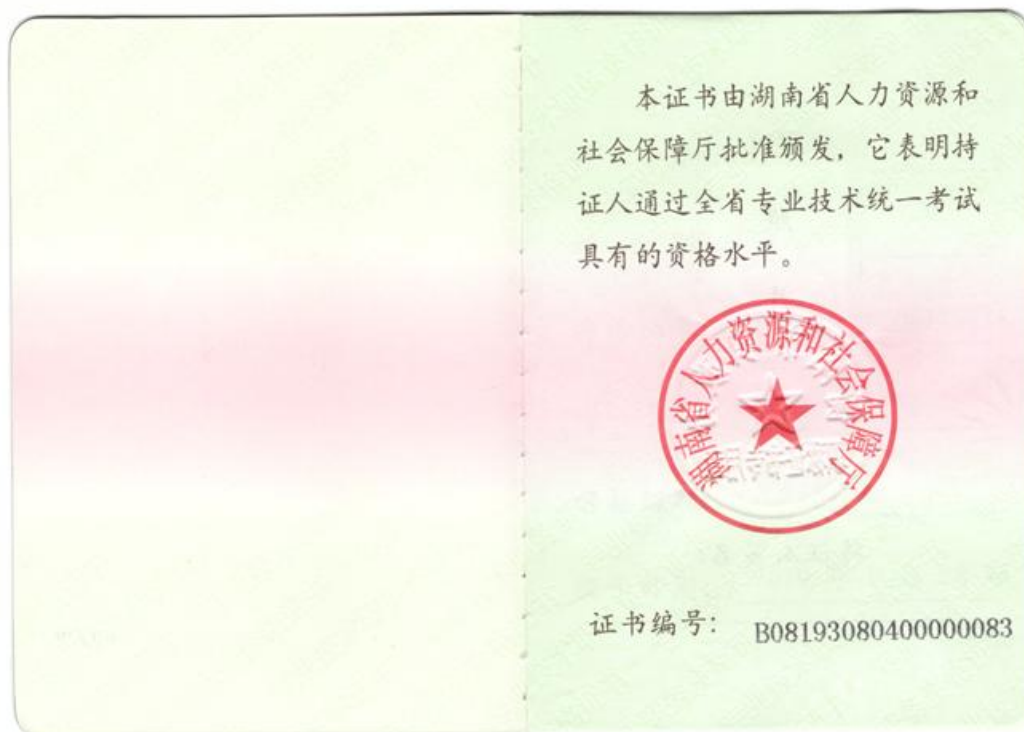 本证书由湖南省人力资源和
社会保障厅批准颁发，它表明持
证人通过全省专业技术统一考试
具有的资格水平。
湖南省人力资源和社会保障厅
证书编号： B08193080400000083